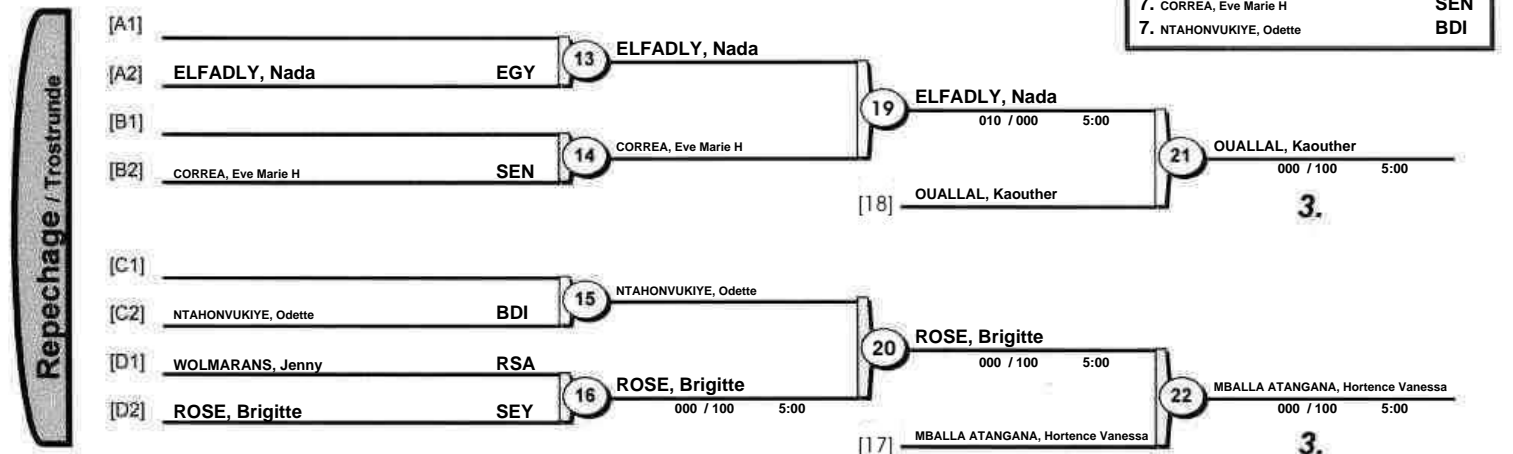 7. CORREA, Eve Marie H SEN
7. NTAHONVUKIYE, Odette BDI
Repechage / Trostrunde
[A1]
[A2] ELFADLY, Nada EGY
13 ELFADLY, Nada
[B1]
[B2] CORREA, Eve Marie H SEN
14 CORREA, Eve Marie H
19 ELFADLY, Nada
010 / 000 5:00
[18] OUALLAL, Kaouther
21 OUALLAL, Kaouther
000 / 100 5:00
3.
[C1]
[C2] NTAHONVUKIYE, Odette BDI
15 NTAHONVUKIYE, Odette
[D1] WOLMARANS, Jenny RSA
[D2] ROSE, Brigitte SEY
16 ROSE, Brigitte
000 / 100 5:00
20 ROSE, Brigitte
000 / 100 5:00
[17] MBALLA ATANGANA, Hortence Vanessa
22 MBALLA ATANGANA, Hortence Vanessa
000 / 100 5:00
3.